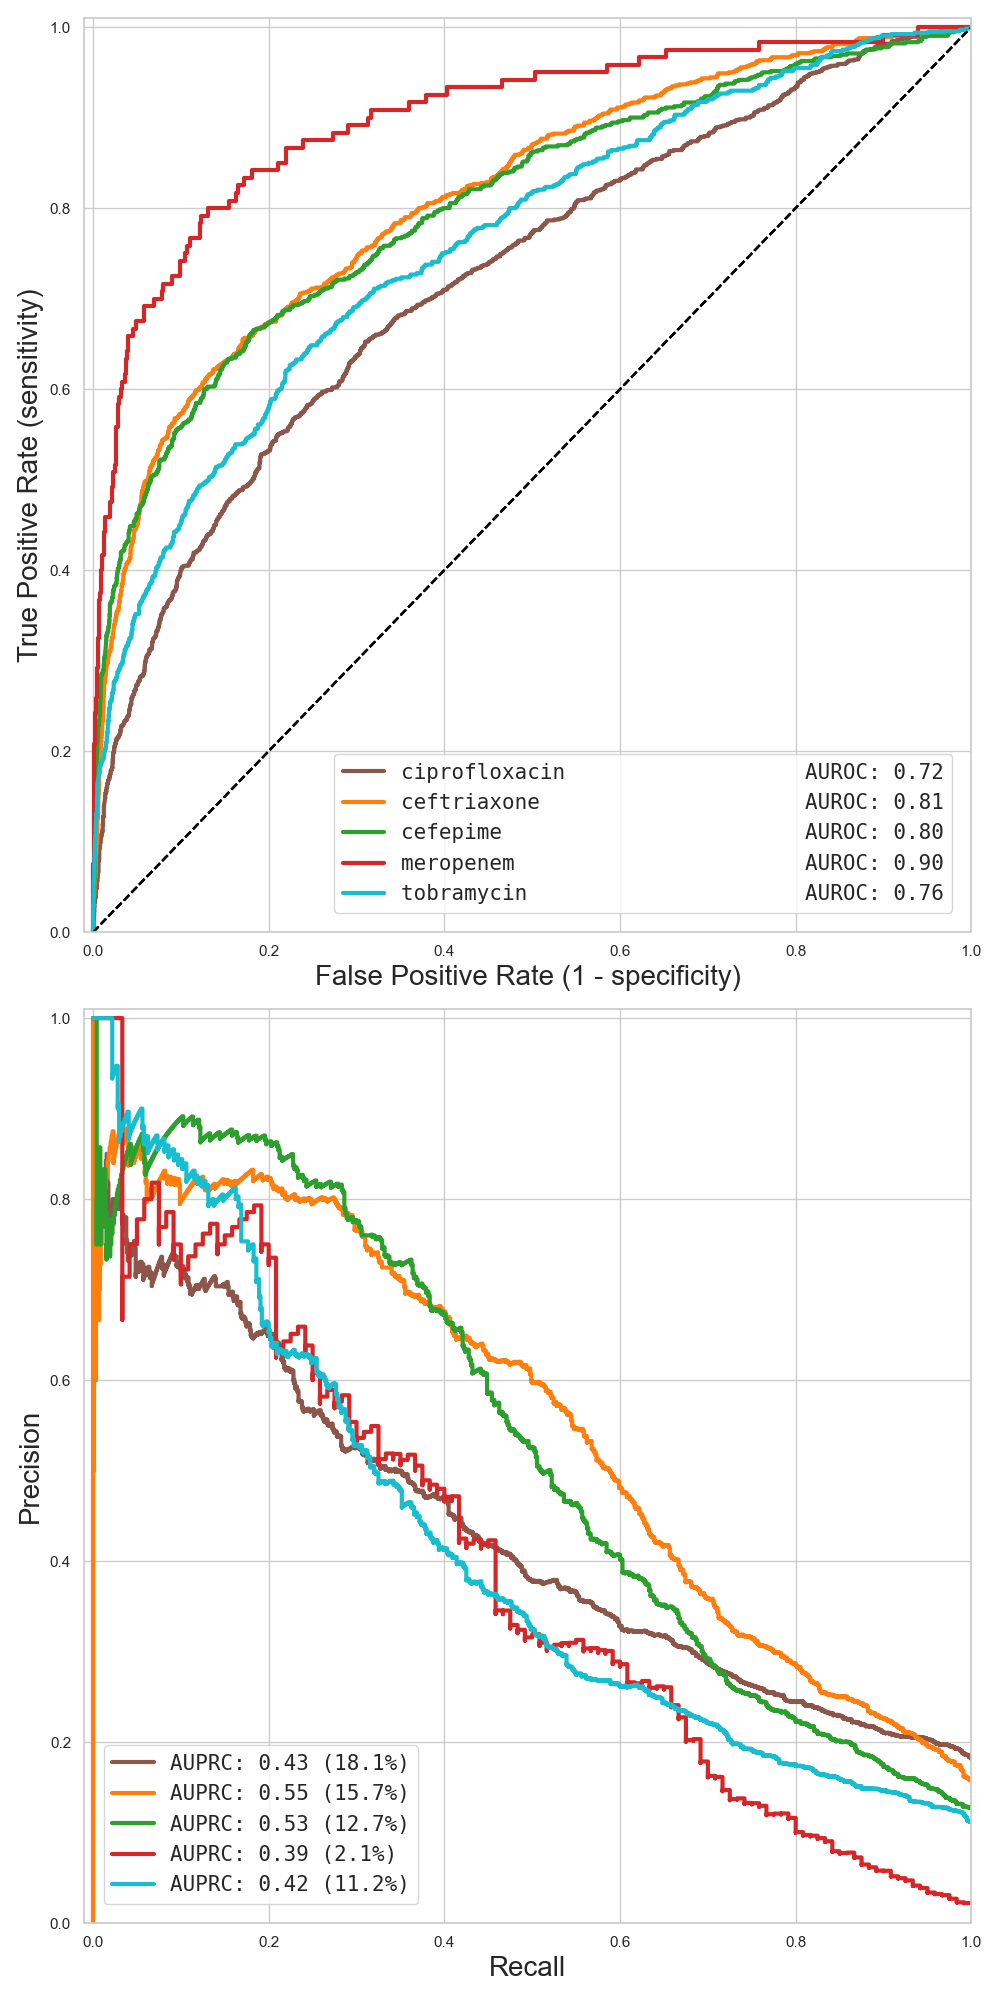 1.0
0.8
0.6
0.4
0.2
0.0
True Positive Rate (sensitivity)
ciprofloxacin AUROC: 0.72
ceftriaxone AUROC: 0.81
cefepime AUROC: 0.80
meropenem AUROC: 0.90
tobramycin AUROC: 0.76
0.0 0.2 0.4 0.6 0.8 1.0
False Positive Rate (1 - specificity)
1.0
0.8
0.6
0.4
0.2
0.0
Precision
AUPRC: 0.43 (18.1%)
AUPRC: 0.55 (15.7%)
AUPRC: 0.53 (12.7%)
AUPRC: 0.39 (2.1%)
AUPRC: 0.42 (11.2%)
0.0 0.2 0.4 0.6 0.8 1.0
Recall